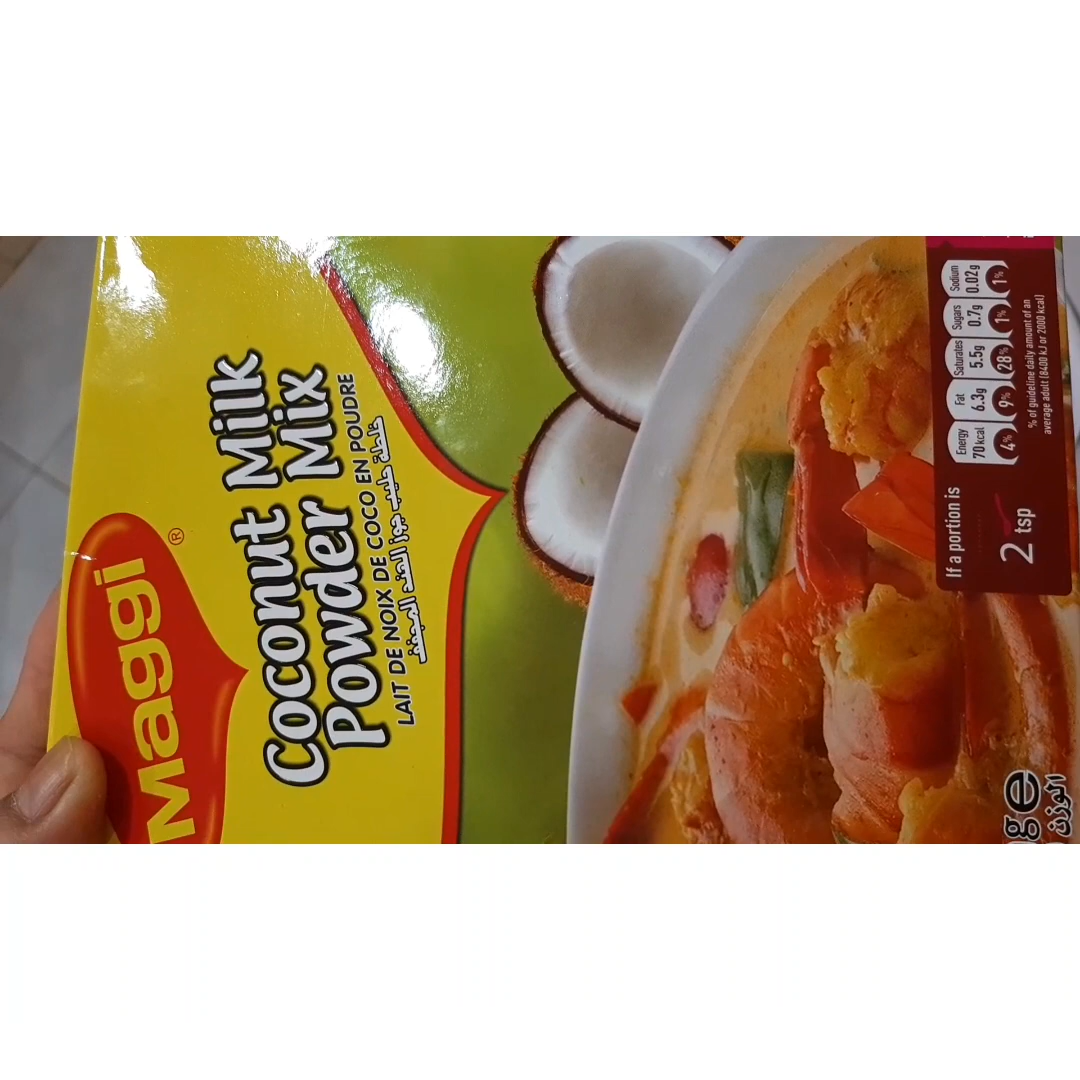 Maggi®
Coconut Milk
Powder Mix
LAIT DE NOIX DE COCO EN POUDRE
خلطة حليب جوز الهند المجفف
If a portion is
2 tsp
Energy Fat Saturates Sugars Sodium
70 kcal 6.3g 5.5g 0.7g 0.02g
4% 9% 28% 1% 1%
% of guideline daily amount of an
average adult (8400 kJ or 2000 kcal)
ge
الوزن